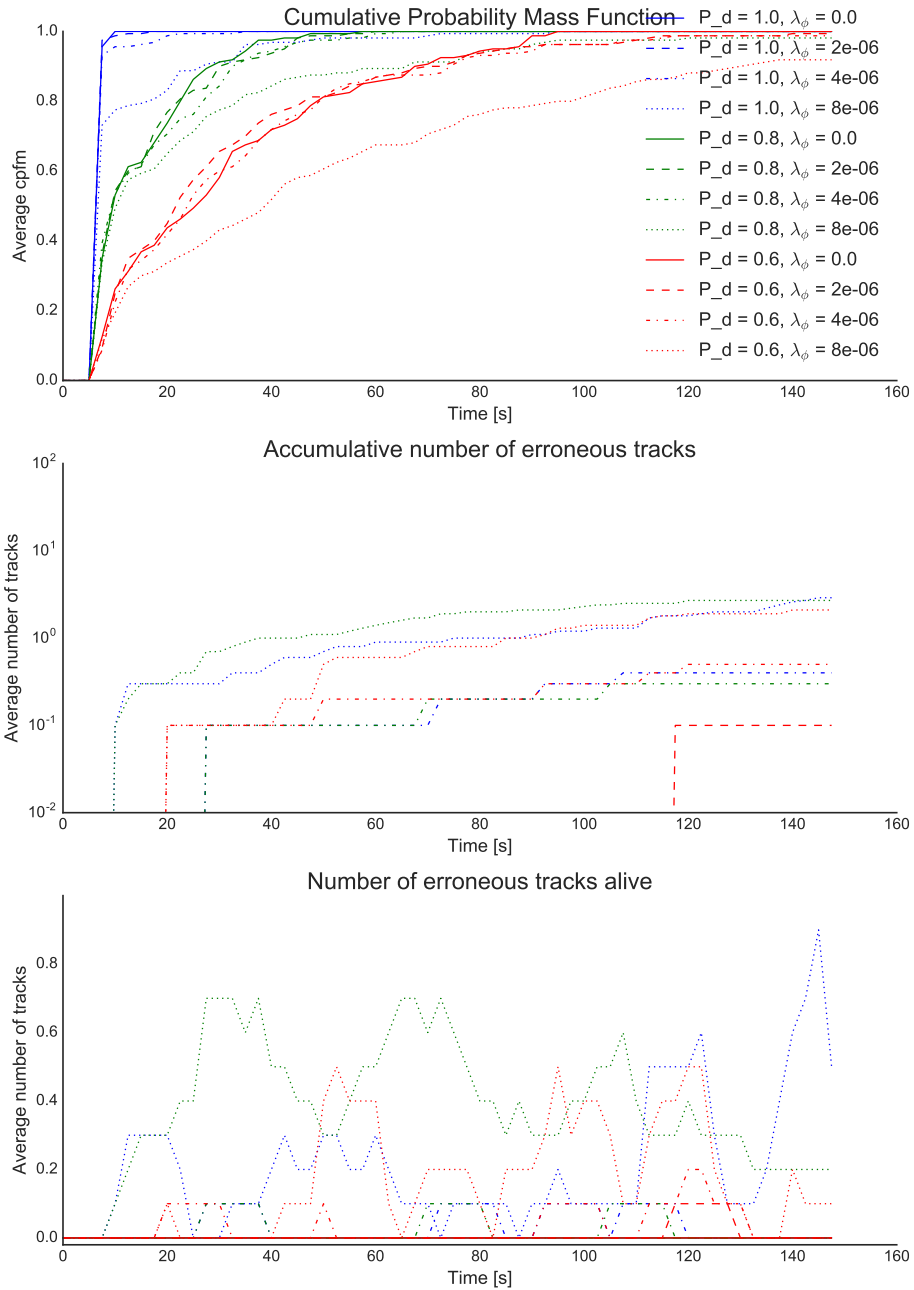 Cumulative Probability Mass Function
1.0
0.8
0.6
0.4
0.2
0.0
Average cpfm
0 20 40 60 80 100 120 140 160
Time [s]
P_d = 1.0, λ_ϕ = 0.0
P_d = 1.0, λ_ϕ = 2e-06
P_d = 1.0, λ_ϕ = 4e-06
P_d = 1.0, λ_ϕ = 8e-06
P_d = 0.8, λ_ϕ = 0.0
P_d = 0.8, λ_ϕ = 2e-06
P_d = 0.8, λ_ϕ = 4e-06
P_d = 0.8, λ_ϕ = 8e-06
P_d = 0.6, λ_ϕ = 0.0
P_d = 0.6, λ_ϕ = 2e-06
P_d = 0.6, λ_ϕ = 4e-06
P_d = 0.6, λ_ϕ = 8e-06
Accumulative number of erroneous tracks
10^2
10^1
10^0
10^-1
10^-2
Average number of tracks
0 20 40 60 80 100 120 140 160
Time [s]
Number of erroneous tracks alive
0.8
0.6
0.4
0.2
0.0
Average number of tracks
0 20 40 60 80 100 120 140 160
Time [s]